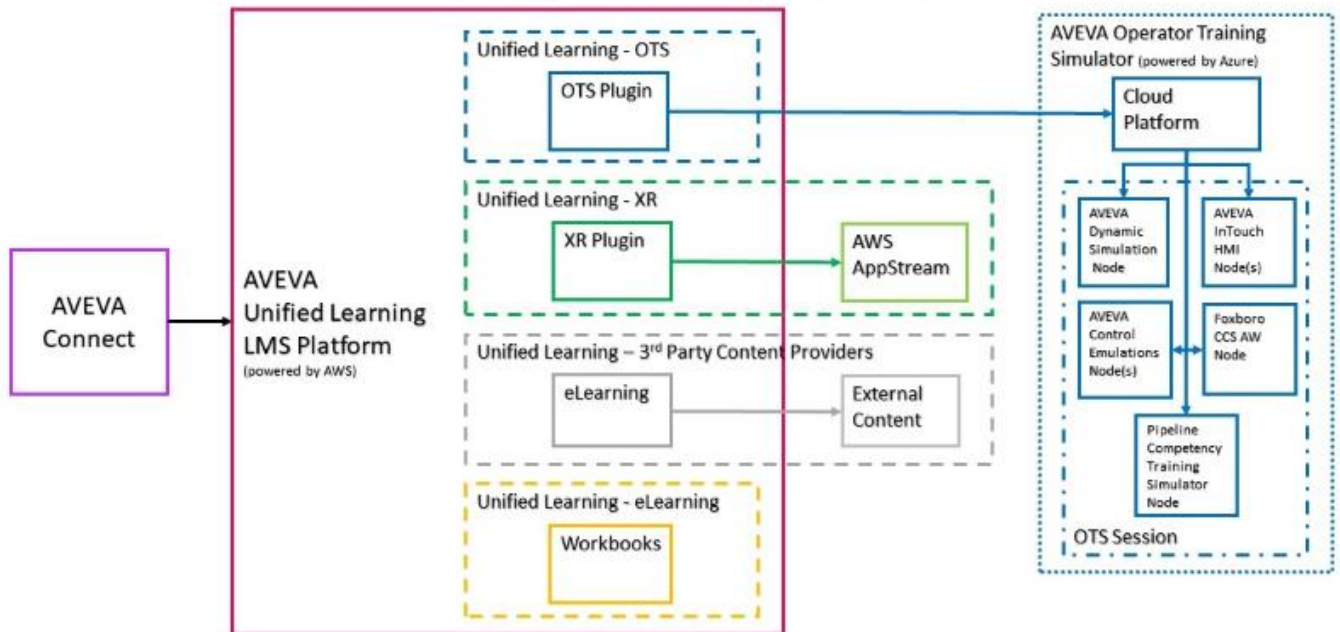 AVEVA
Connect
AVEVA
Unified Learning
LMS Platform
(powered by AWS)
Unified Learning - OTS
OTS Plugin
Unified Learning - XR
XR Plugin
AWS
AppStream
Unified Learning – 3rd Party Content Providers
eLearning
External
Content
Unified Learning - eLearning
Workbooks
AVEVA Operator Training
Simulator (powered by Azure)
Cloud
Platform
AVEVA
Dynamic
Simulation
Node
AVEVA
InTouch
HMI
Node(s)
AVEVA
Control
Emulations
Node(s)
Foxboro
CCS AW
Node
Pipeline
Competency
Training
Simulator
Node
OTS Session